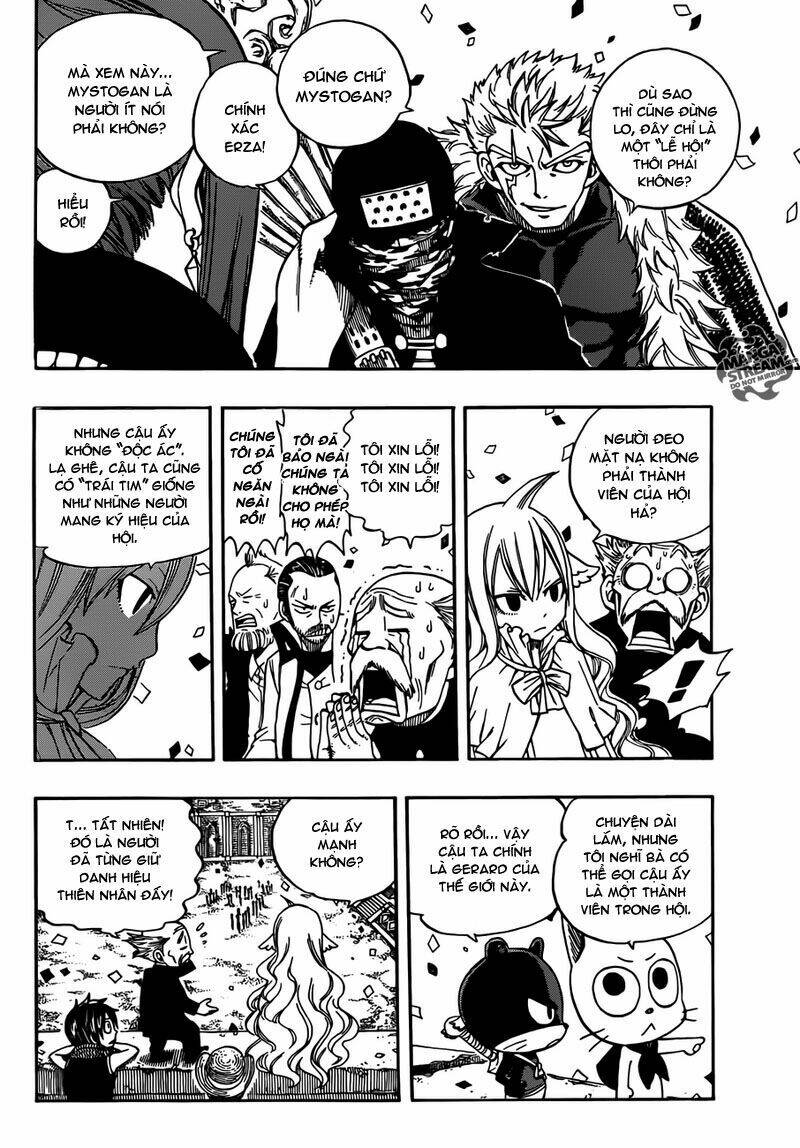 MÀ XEM NÀY...
MYSTOGAN LÀ
NGƯỜI ÍT NÓI
PHẢI KHÔNG?
HIỂU
RỒI!
CHÍNH
XÁC
ERZA!
ĐÚNG CHỨ
MYSTOGAN?
DÙ SAO
THÌ CŨNG ĐỪNG
LO, ĐÂY CHỈ LÀ
MỘT "LỄ HỘI"
THÔI PHẢI
KHÔNG?
MANGA
STREAM
DO NOT MIRROR
NHƯNG CẬU ẤY
KHÔNG "ĐỘC ÁC".
LẠ GHÊ, CẬU TA CŨNG
CÓ "TRÁI TIM" GIỐNG
NHƯ NHŨNG NGƯỜI
MANG KÝ HIỆU CỦA
HỘI.
CHÚNG
TÔI ĐÃ
CỐ
NGĂN
NGÀI
RỒI!
TÔI ĐÃ
BẢO NGÀI
CHÚNG TA
KHÔNG
CHO PHÉP
HỌ MÀ!
TÔI XIN LỖI!
TÔI XIN LỖI!
TÔI XIN LỖI!
NGƯỜI ĐEO
MẶT NẠ KHÔNG
PHẢI THÀNH
VIÊN CỦA HỘI
HẢ?
!
T... TẤT NHIÊN!
ĐÓ LÀ NGƯỜI
ĐÃ TỪNG GIỮ
DANH HIỆU
THIÊN NHÂN ĐẤY!
CẬU ẤY
MẠNH
KHÔNG?
RÕ RỒI... VẬY
CẬU TA CHÍNH
LÀ GERARD CỦA
THẾ GIỚI NÀY.
CHUYỆN DÀI
LẮM, NHƯNG
TÔI NGHĨ BÀ CÓ
THỂ GỌI CẬU ẤY
LÀ MỘT THÀNH
VIÊN TRONG HỘI.